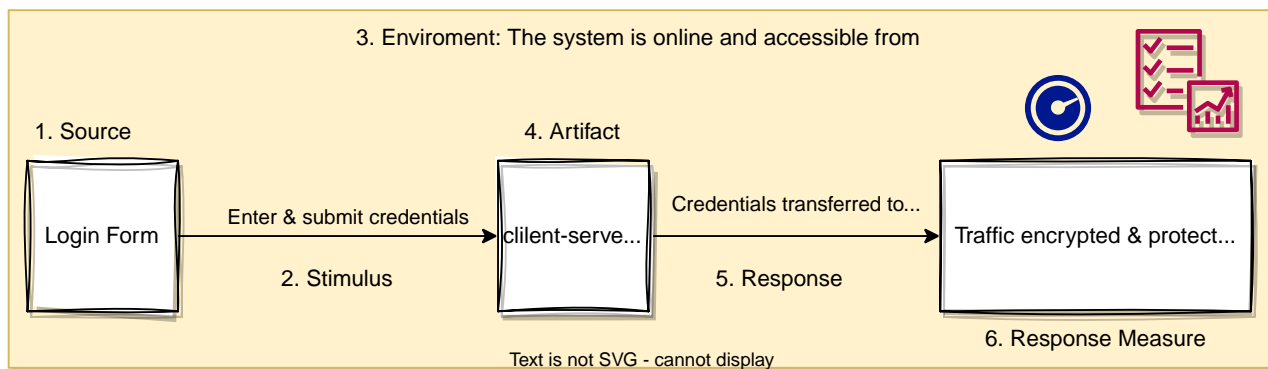 3. Enviroment: The system is online and accessible from
1. Source
4. Artifact
Login Form
Enter & submit credentials
clilent-serve...
Credentials transferred to...
Traffic encrypted & protect...
2. Stimulus
5. Response
6. Response Measure
Text is not SVG - cannot display